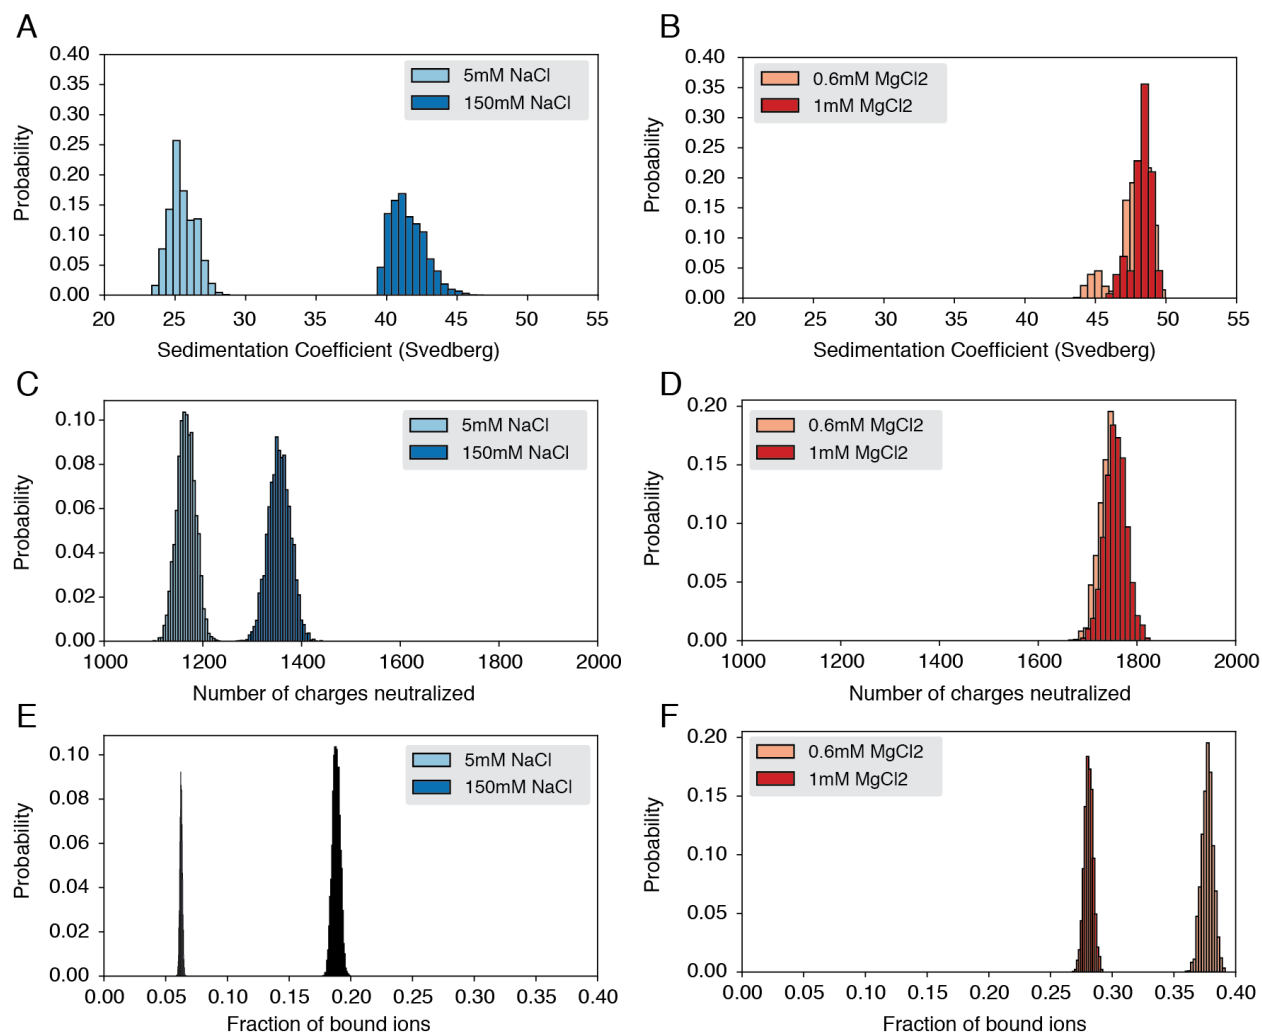 A
0.40
0.35
0.30
0.25
0.20
0.15
0.10
0.05
0.00
Probability
5mM NaCl
150mM NaCl
20 25 30 35 40 45 50 55
Sedimentation Coefficient (Svedberg)
B
0.40
0.35
0.30
0.25
0.20
0.15
0.10
0.05
0.00
Probability
0.6mM MgCl2
1mM MgCl2
20 25 30 35 40 45 50 55
Sedimentation Coefficient (Svedberg)
C
0.10
0.08
0.06
0.04
0.02
0.00
Probability
5mM NaCl
150mM NaCl
1000 1200 1400 1600 1800 2000
Number of charges neutralized
D
0.20
0.15
0.10
0.05
0.00
Probability
0.6mM MgCl2
1mM MgCl2
1000 1200 1400 1600 1800 2000
Number of charges neutralized
E
0.10
0.08
0.06
0.04
0.02
0.00
Probability
5mM NaCl
150mM NaCl
0.00 0.05 0.10 0.15 0.20 0.25 0.30 0.35 0.40
Fraction of bound ions
F
0.20
0.15
0.10
0.05
0.00
Probability
0.6mM MgCl2
1mM MgCl2
0.00 0.05 0.10 0.15 0.20 0.25 0.30 0.35 0.40
Fraction of bound ions